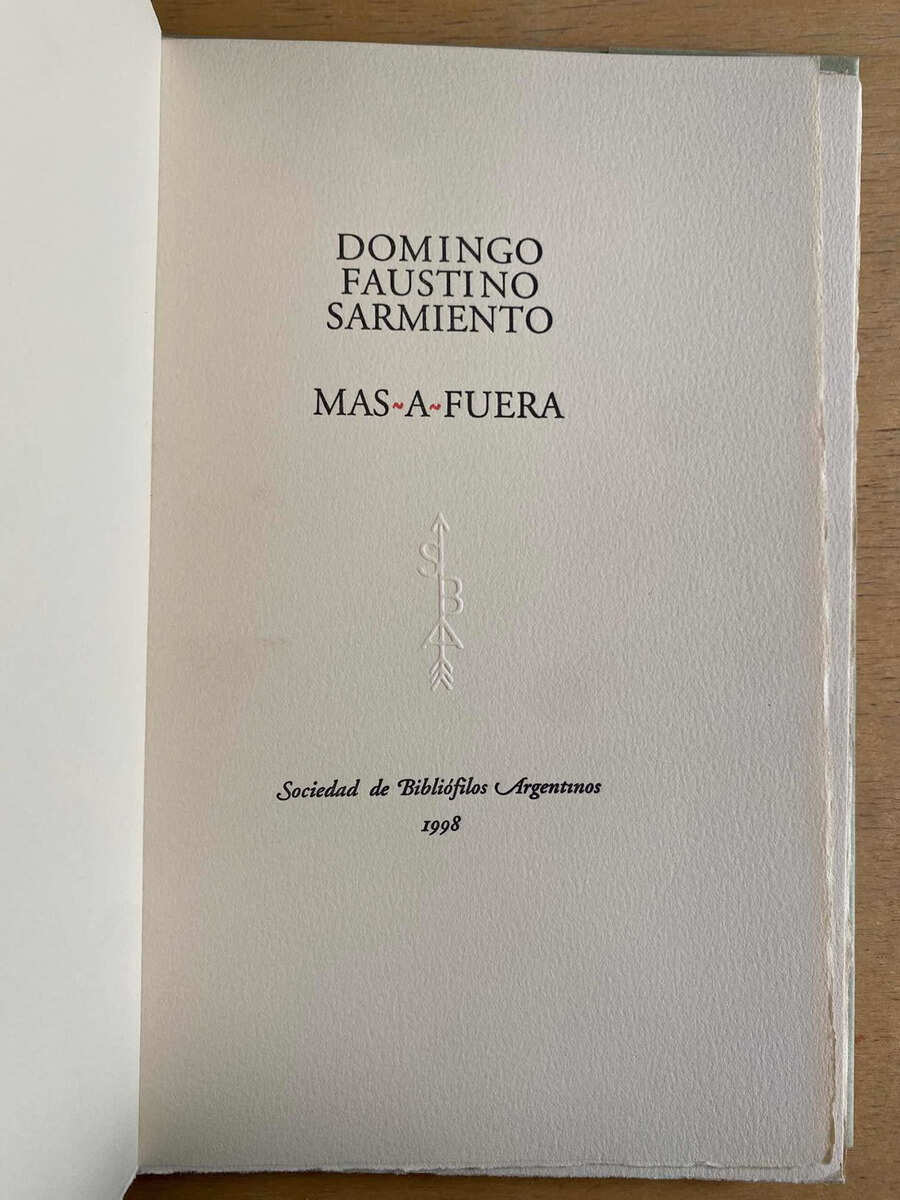 DOMINGO
FAUSTINO
SARMIENTO
MAS~A~FUERA
S
B
A
Sociedad de Bibliófilos Argentinos
1998